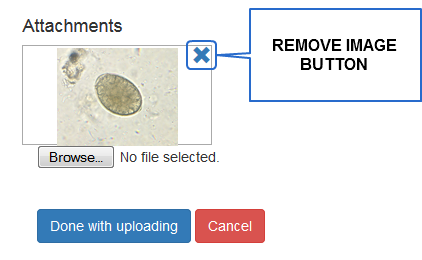 Attachments
REMOVE IMAGE
BUTTON
Browse... No file selected.
Done with uploading Cancel